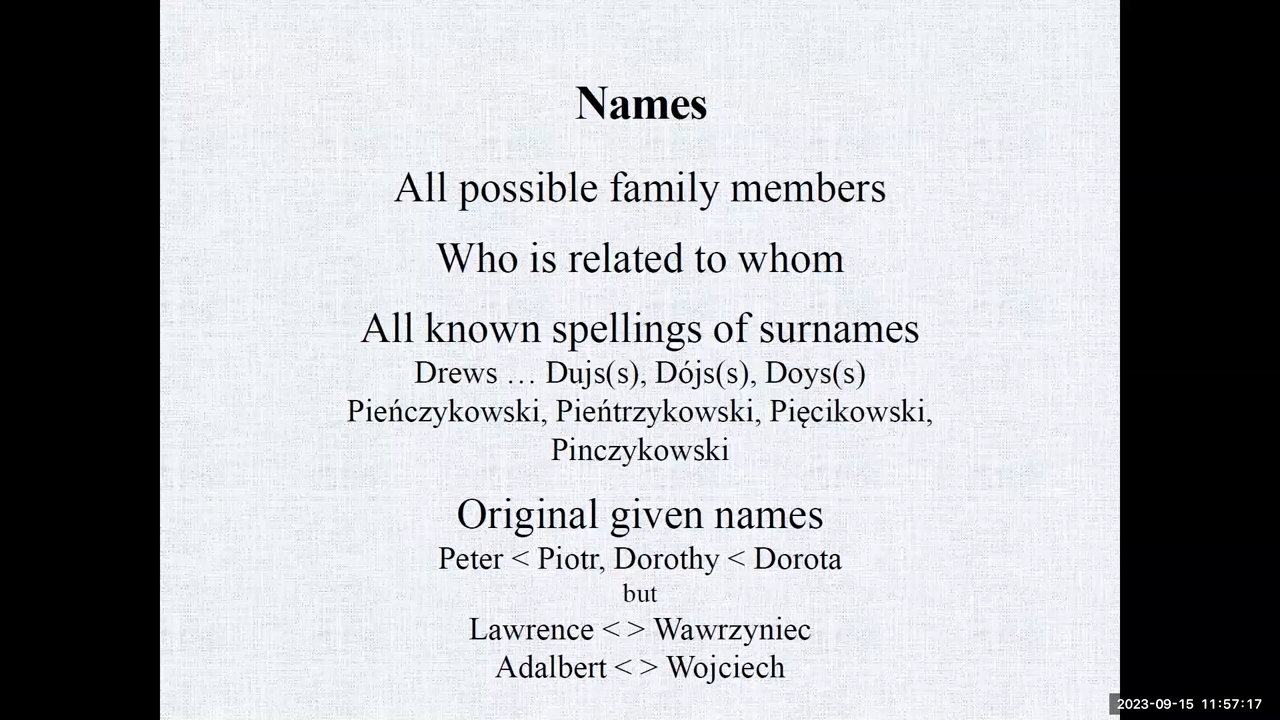 Names
All possible family members
Who is related to whom
All known spellings of surnames
Drews … Dujs(s), Dójs(s), Doys(s)
Pieńczykowski, Pieńtrzykowski, Pięcikowski,
Pinczykowski
Original given names
Peter < Piotr, Dorothy < Dorota
but
Lawrence < > Wawrzyniec
Adalbert < > Wojciech
2023-09-15 11:57:17